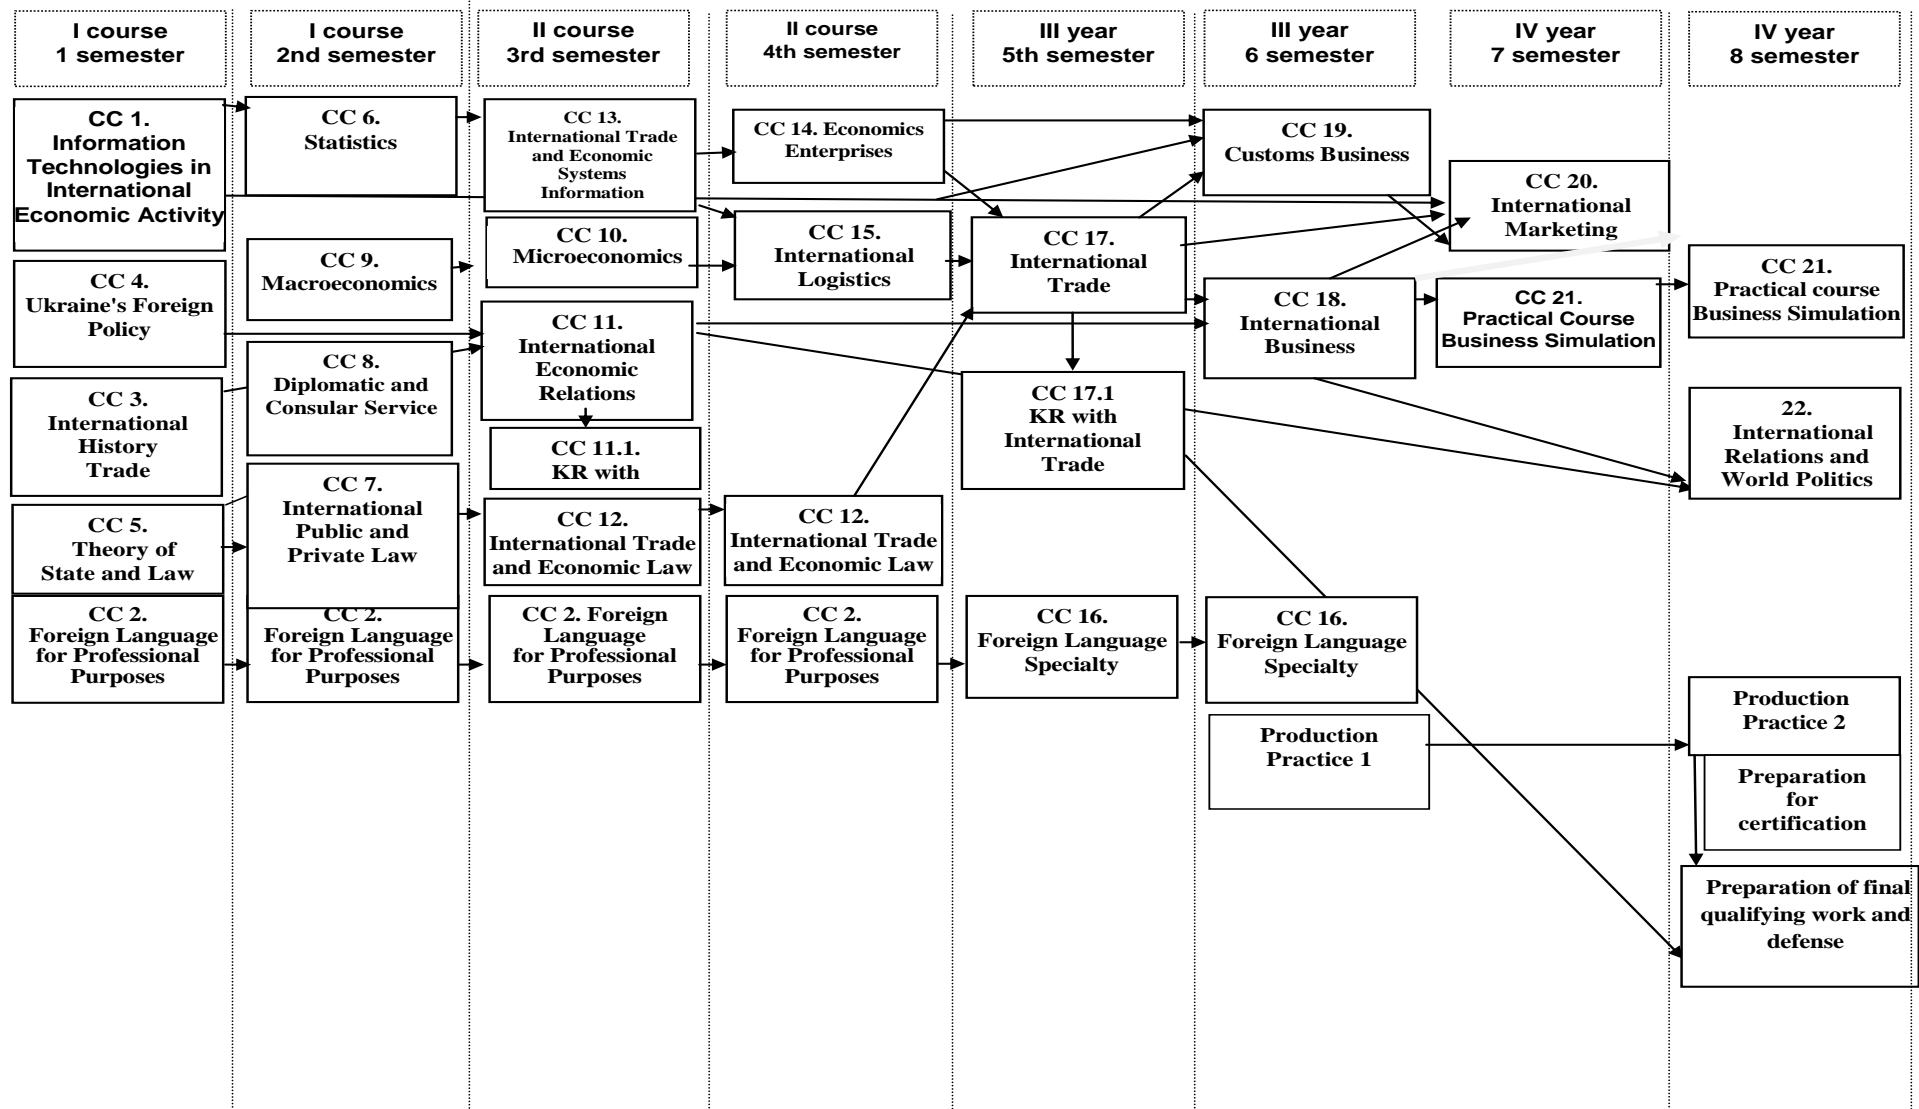 I course
1 semester
I course
2nd semester
II course
3rd semester
II course
4th semester
III year
5th semester
III year
6 semester
IV year
7 semester
IV year
8 semester
CC 1.
Information
Technologies in
International
Economic Activity
CC 4.
Ukraine's Foreign
Policy
CC 3.
International
History
Trade
CC 5.
Theory of
State and Law
CC 2.
Foreign Language
for Professional
Purposes
CC 6.
Statistics
CC 9.
Macroeconomics
CC 8.
Diplomatic and
Consular Service
CC 7.
International
Public and
Private Law
CC 2.
Foreign Language
for Professional
Purposes
CC 13.
International Trade
and Economic
Systems
Information
CC 10.
Microeconomics
CC 11.
International
Economic
Relations
CC 11.1.
KR with
CC 12.
International Trade
and Economic Law
CC 2. Foreign
Language
for Professional
Purposes
CC 14. Economics
Enterprises
CC 15.
International
Logistics
CC 12.
International Trade
and Economic Law
CC 2.
Foreign Language
for Professional
Purposes
CC 17.
International
Trade
CC 17.1
KR with
International
Trade
CC 16.
Foreign Language
Specialty
CC 19.
Customs Business
CC 18.
International
Business
CC 16.
Foreign Language
Specialty
Production
Practice 1
CC 20.
International
Marketing
CC 21.
Practical Course
Business Simulation
CC 21.
Practical course
Business Simulation
22.
International
Relations and
World Politics
Production
Practice 2
Preparation
for
certification
Preparation of final
qualifying work and
defense